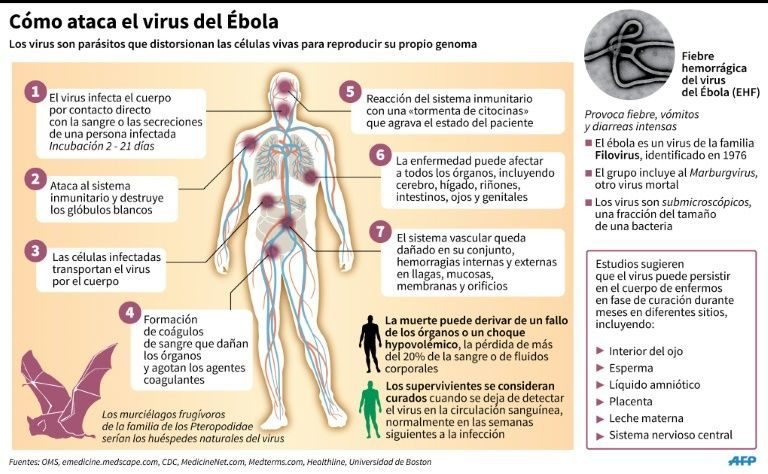 Cómo ataca el virus del Ébola
Los virus son parásitos que distorsionan las células vivas para reproducir su propio genoma
1
El virus infecta el cuerpo
por contacto directo
con la sangre o las secreciones
de una persona infectada
Incubación 2 - 21 días
2
Ataca al sistema
inmunitario y destruye
los glóbulos blancos
3
Las células infectadas
transportan el virus
por el cuerpo
4
Formación
de coágulos
de sangre que dañan
los órganos
y agotan los agentes
coagulantes
5
Reacción del sistema inmunitario
con una «tormenta de citocinas»
que agrava el estado del paciente
6
La enfermedad puede afectar
a todos los órganos, incluyendo
cerebro, hígado, riñones,
intestinos, ojos y genitales
7
El sistema vascular queda
dañado en su conjunto,
hemorragias internas y externas
en llagas, mucosas,
membranas y orificios
La muerte puede derivar de un fallo
de los órganos o un choque
hypovolémico, la pérdida de más
del 20% de la sangre o de fluidos
corporales
Los supervivientes se consideran
curados cuando se deja de detectar
el virus en la circulación sanguínea,
normalmente en las semanas
siguientes a la infección
Los murciélagos frugívoros
de la familia de los Pteropodidae
serían los huéspedes naturales del virus
Fiebre
hemorrágica
del virus
del Ébola (EHF)
Provoca fiebre, vómitos
y diarreas intensas
El ébola es un virus de la familia
Filovirus, identificado en 1976
El grupo incluye al Marburgvirus,
otro virus mortal
Los virus son submicroscópicos,
una fracción del tamaño
de una bacteria
Estudios sugieren
que el virus puede persistir
en el cuerpo de enfermos
en fase de curación durante
meses en diferentes sitios,
incluyendo:
Interior del ojo
Esperma
Líquido amniótico
Placenta
Leche materna
Sistema nervioso central
Fuentes: OMS, emedicine.medscape.com, CDC, MedicineNet.com, Medterms.com, Healthline, Universidad de Boston
AFP